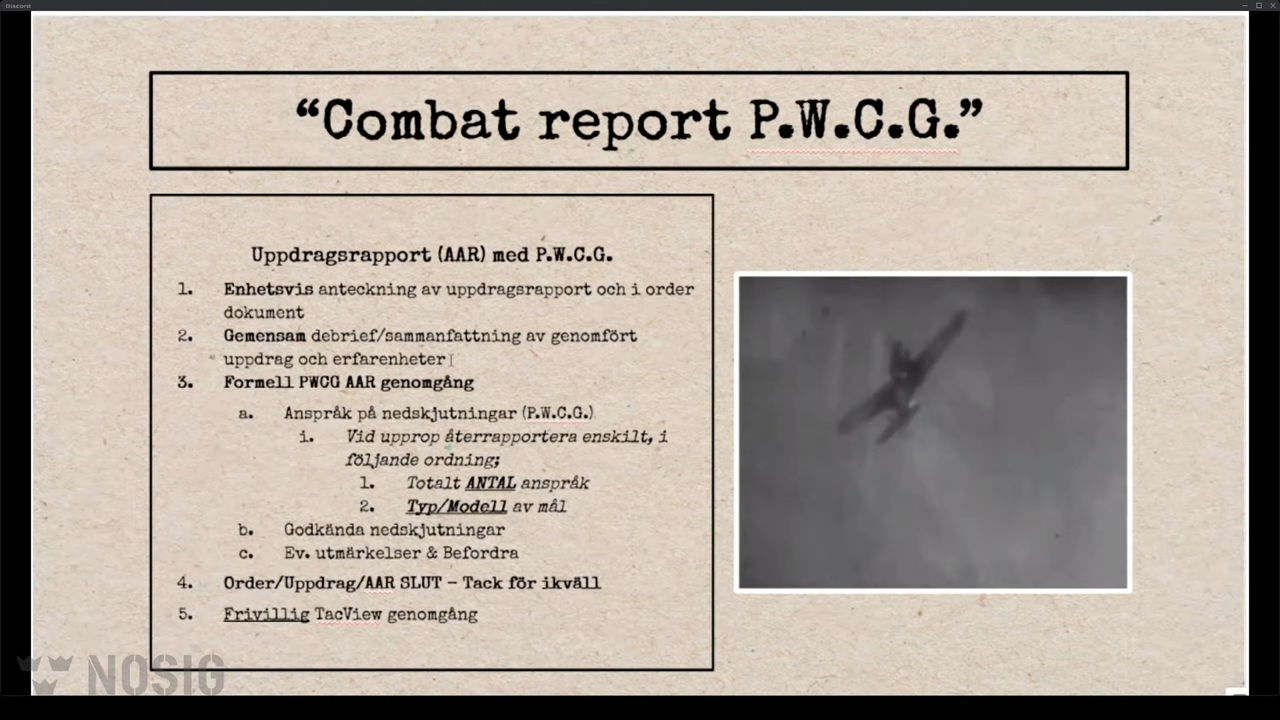 Discord
“Combat report P.W.C.G.”
Uppdragsrapport (AAR) med P.W.C.G.
1. Enhetsvis anteckning av uppdragsrapport och i order
dokument
2. Gemensam debrief/sammanfattning av genomfört
uppdrag och erfarenheter
3. Formell PWCG AAR genomgång
a. Anspråk på nedskjutningar (P.W.C.G.)
i. Vid upprop återrapportera enskilt, i
följande ordning;
1. Totalt ANTAL anspråk
2. Typ/Modell av mål
b. Godkända nedskjutningar
c. Ev. utmärkelser & Befordra
4. Order/Uppdrag/AAR SLUT – Tack för ikväll
5. Frivillig TacView genomgång
NOSIG